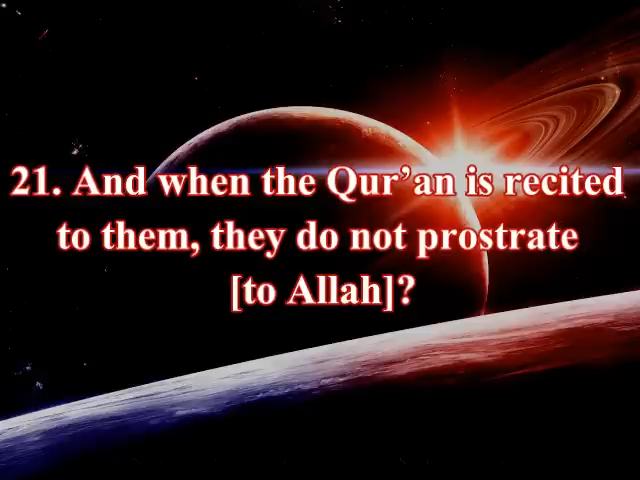 21. And when the Qur’an is recited
to them, they do not prostrate
[to Allah]?